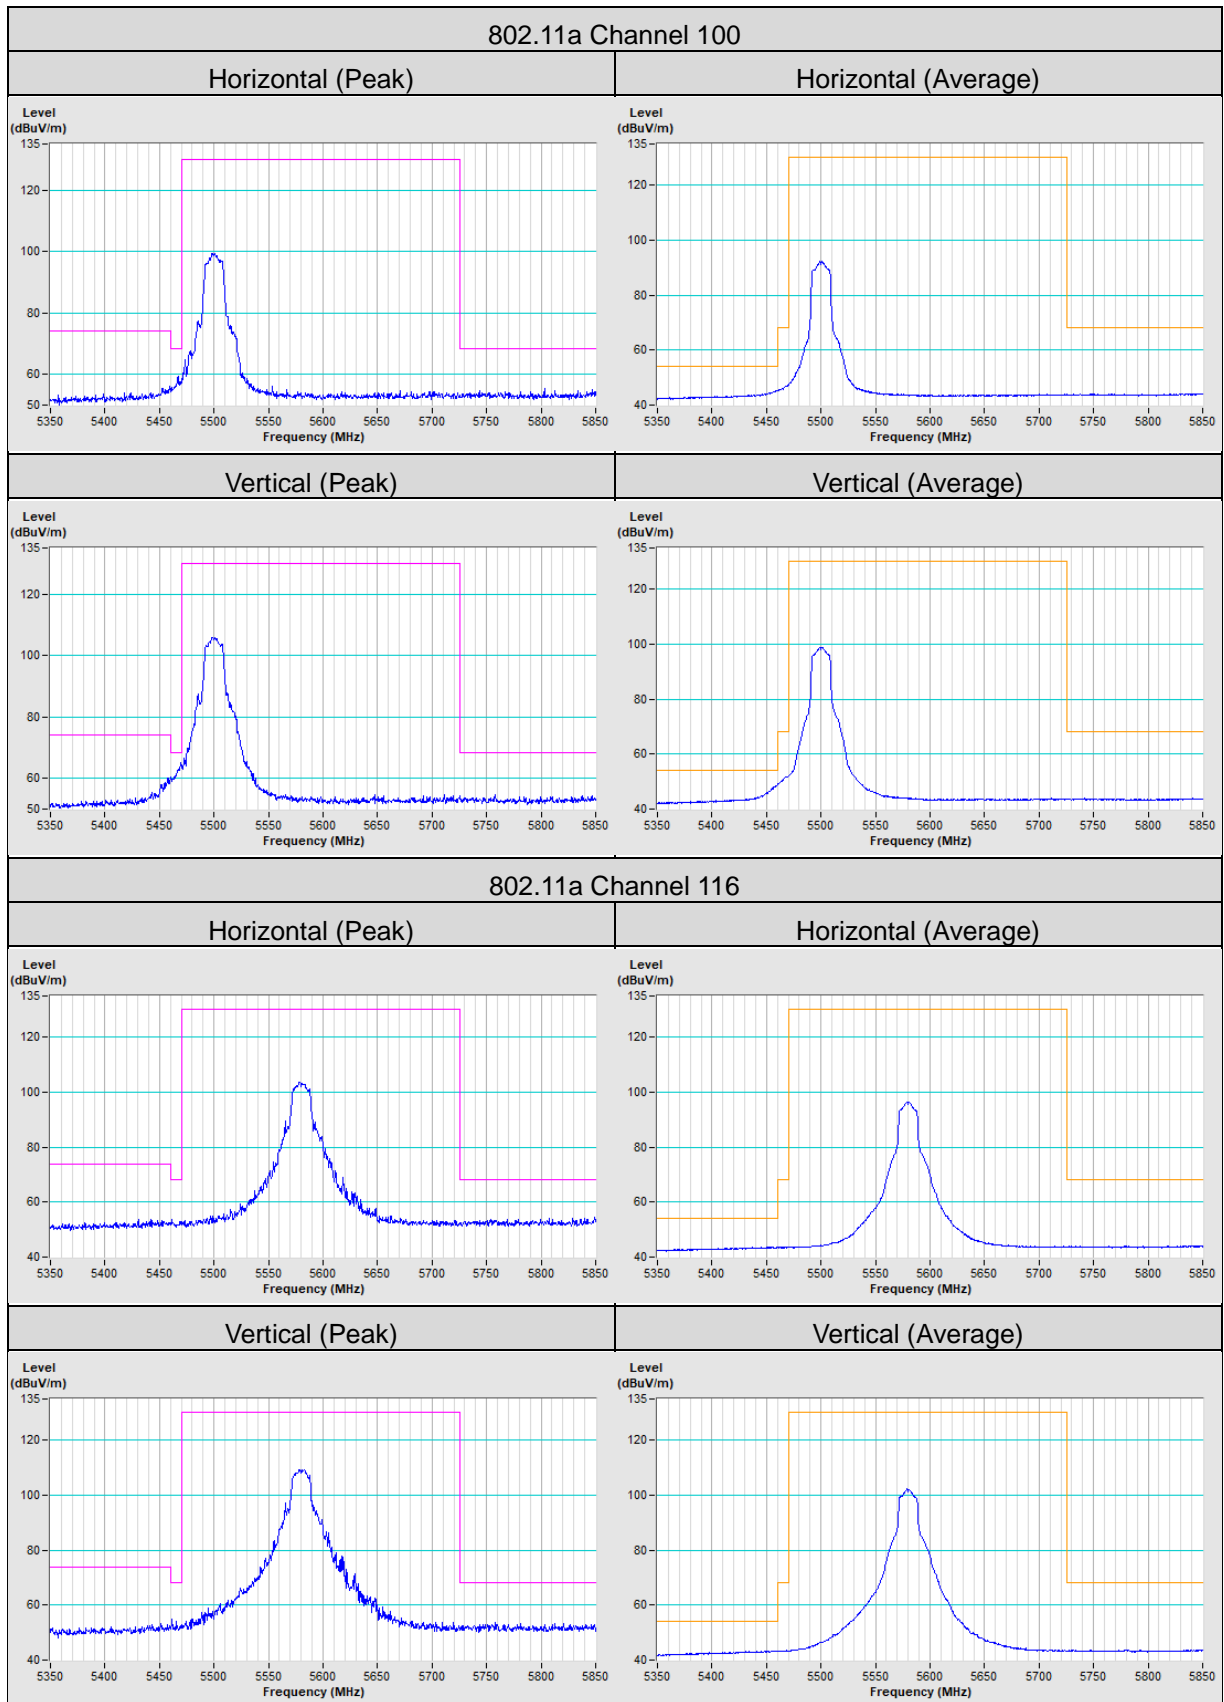 802.11a Channel 100
Horizontal (Peak)
Horizontal (Average)
Level
(dBuV/m)
135
120
100
80
60
50
5350 5400 5450 5500 5550 5600 5650 5700 5750 5800 5850
Frequency (MHz)
Level
(dBuV/m)
135
120
100
80
60
40
5350 5400 5450 5500 5550 5600 5650 5700 5750 5800 5850
Frequency (MHz)
Vertical (Peak)
Vertical (Average)
Level
(dBuV/m)
135
120
100
80
60
50
5350 5400 5450 5500 5550 5600 5650 5700 5750 5800 5850
Frequency (MHz)
Level
(dBuV/m)
135
120
100
80
60
40
5350 5400 5450 5500 5550 5600 5650 5700 5750 5800 5850
Frequency (MHz)
802.11a Channel 116
Horizontal (Peak)
Horizontal (Average)
Level
(dBuV/m)
135
120
100
80
60
40
5350 5400 5450 5500 5550 5600 5650 5700 5750 5800 5850
Frequency (MHz)
Level
(dBuV/m)
135
120
100
80
60
40
5350 5400 5450 5500 5550 5600 5650 5700 5750 5800 5850
Frequency (MHz)
Vertical (Peak)
Vertical (Average)
Level
(dBuV/m)
135
120
100
80
60
40
5350 5400 5450 5500 5550 5600 5650 5700 5750 5800 5850
Frequency (MHz)
Level
(dBuV/m)
135
120
100
80
60
40
5350 5400 5450 5500 5550 5600 5650 5700 5750 5800 5850
Frequency (MHz)